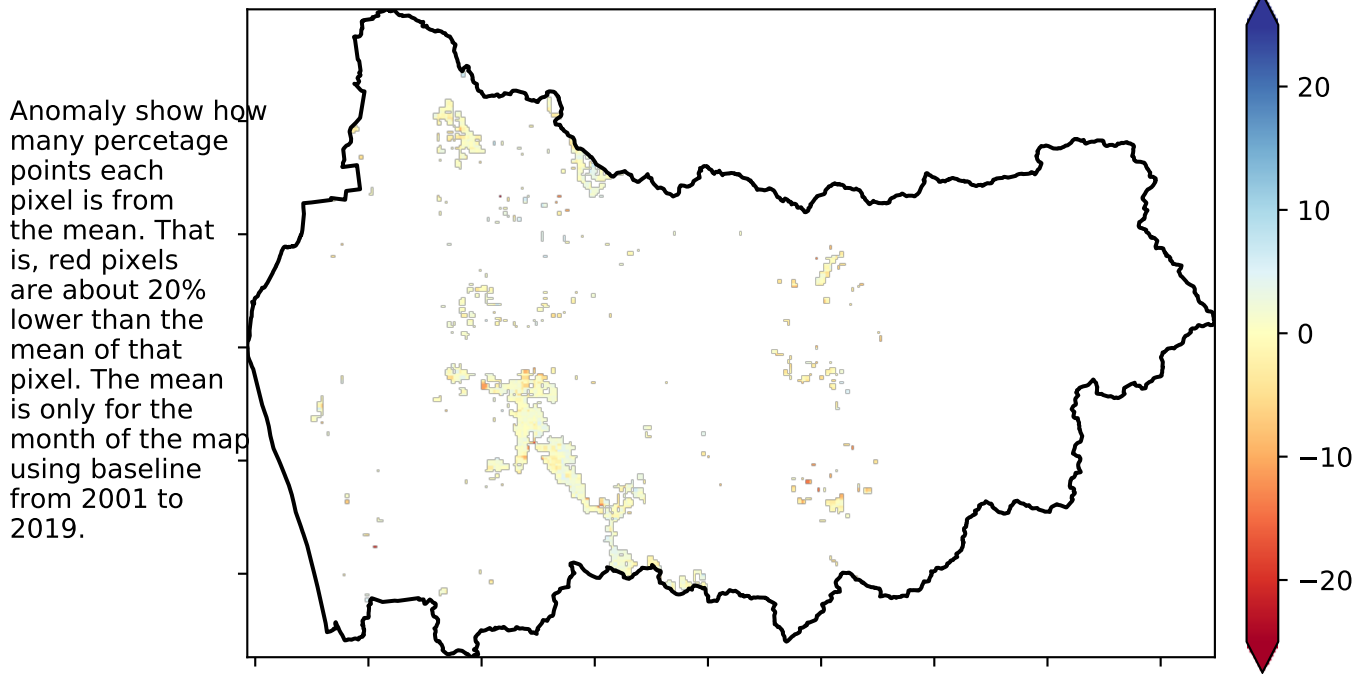 Anomaly show how
many percetage
points each
pixel is from
the mean. That
is, red pixels
are about 20%
lower than the
mean of that
pixel. The mean
is only for the
month of the map
using baseline
from 2001 to
2019.
20
10
0
−10
−20